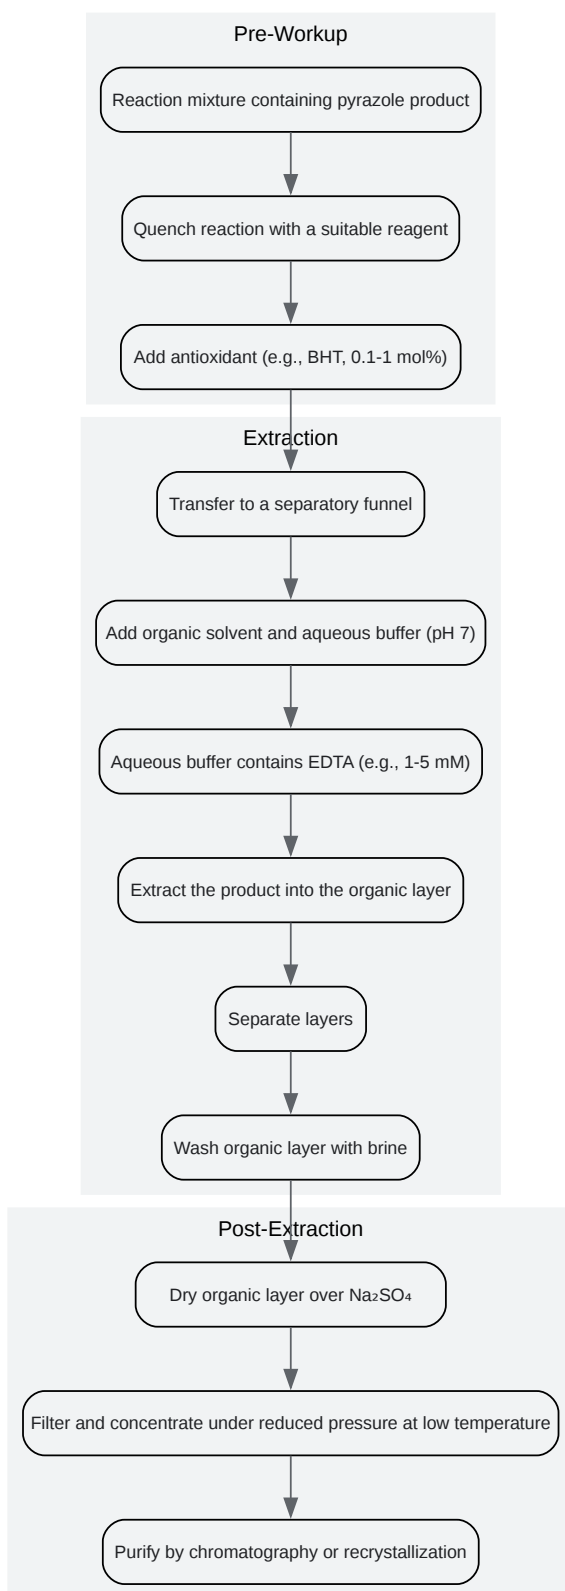 Pre-Workup
Reaction mixture containing pyrazole product
Quench reaction with a suitable reagent
Add antioxidant (e.g., BHT, 0.1-1 mol%)
Extraction
Transfer to a separatory funnel
Add organic solvent and aqueous buffer (pH 7)
Aqueous buffer contains EDTA (e.g., 1-5 mM)
Extract the product into the organic layer
Separate layers
Wash organic layer with brine
Post-Extraction
Dry organic layer over Na₂SO₄
Filter and concentrate under reduced pressure at low temperature
Purify by chromatography or recrystallization